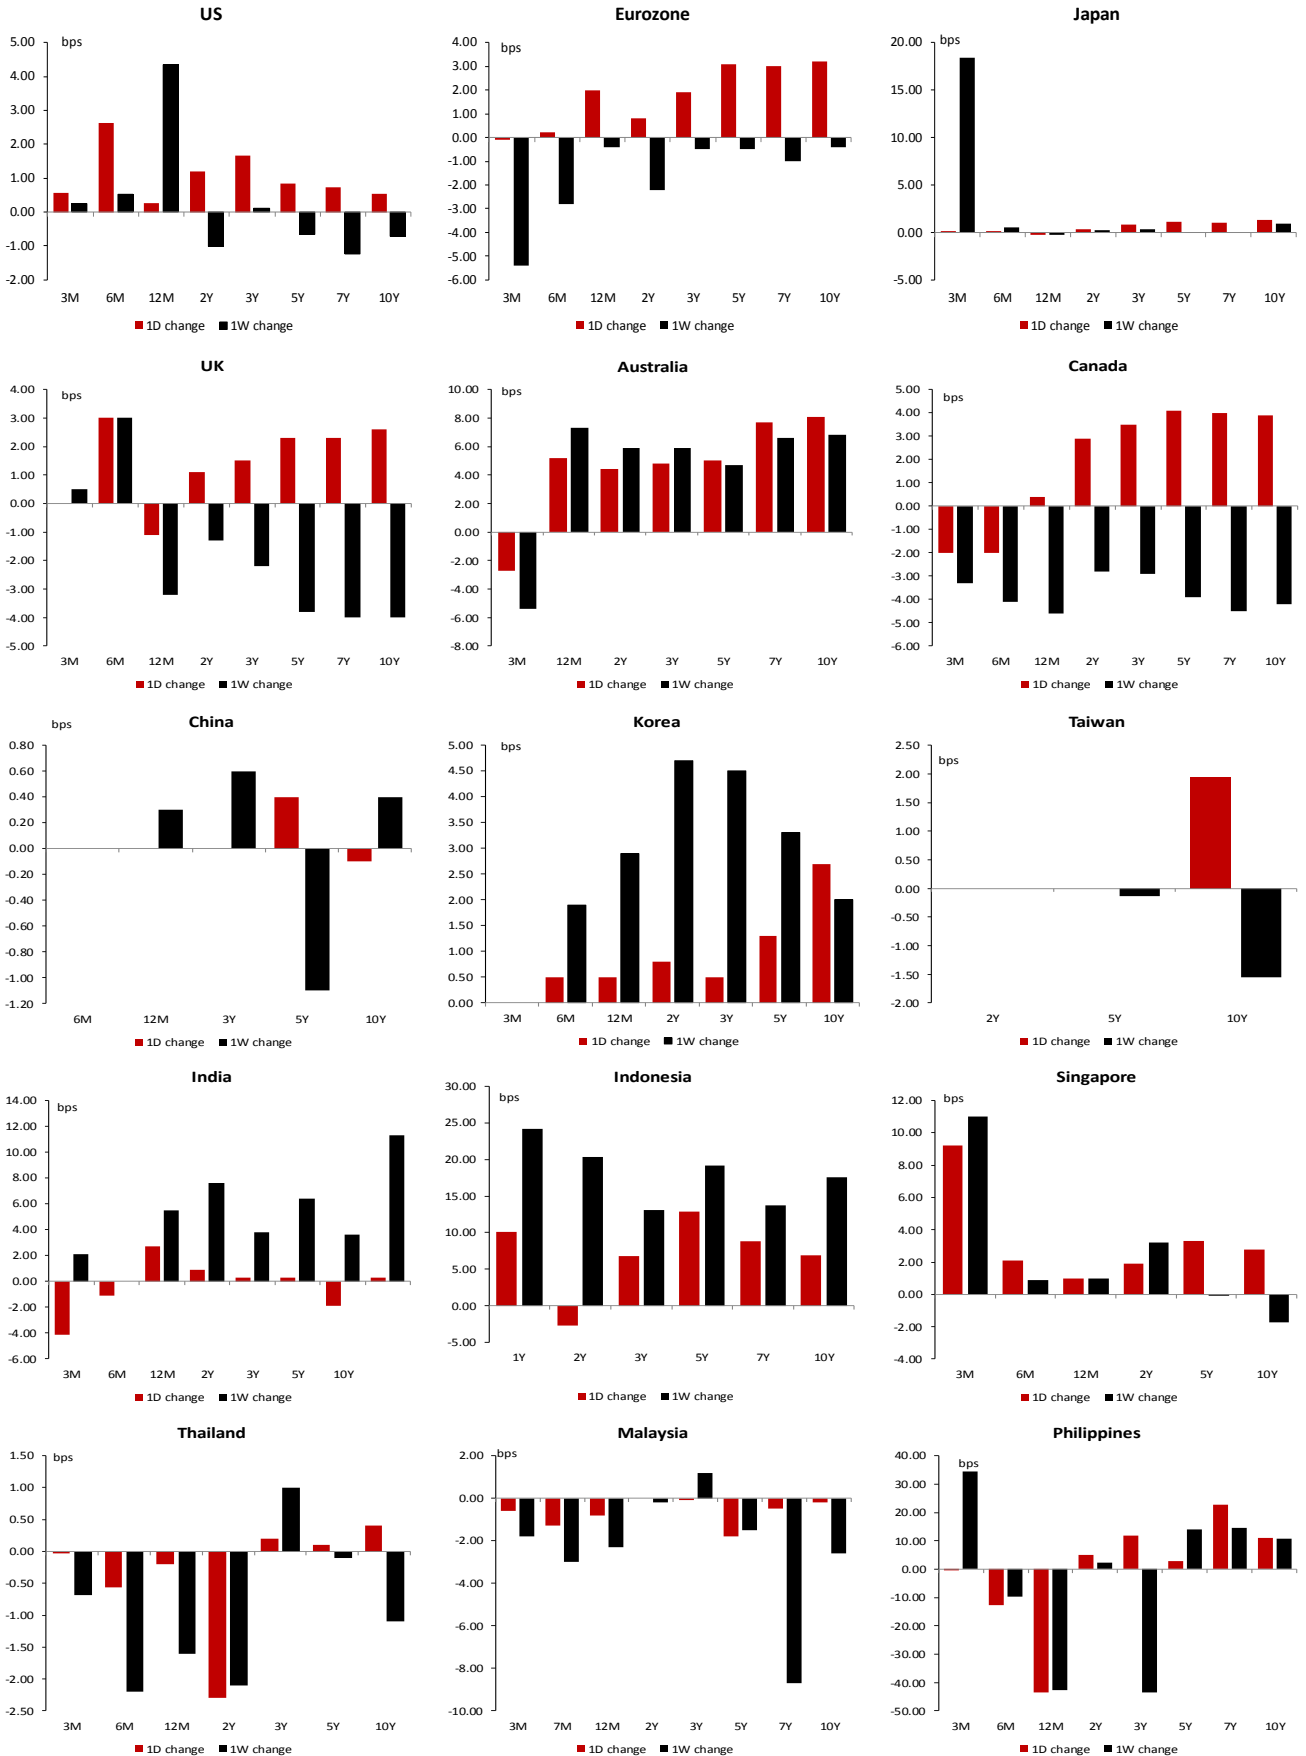 US
bps
5.00
4.00
3.00
2.00
1.00
0.00
-1.00
-2.00
3M 6M 12M 2Y 3Y 5Y 7Y 10Y
1D change 1W change
Eurozone
bps
4.00
3.00
2.00
1.00
0.00
-1.00
-2.00
-3.00
-4.00
-5.00
-6.00
3M 6M 12M 2Y 3Y 5Y 7Y 10Y
1D change 1W change
Japan
bps
20.00
15.00
10.00
5.00
0.00
-5.00
3M 6M 12M 2Y 3Y 5Y 7Y 10Y
1D change 1W change
UK
bps
4.00
3.00
2.00
1.00
0.00
-1.00
-2.00
-3.00
-4.00
-5.00
3M 6M 12M 2Y 3Y 5Y 7Y 10Y
1D change 1W change
Australia
bps
10.00
8.00
6.00
4.00
2.00
0.00
-2.00
-4.00
-6.00
-8.00
3M 12M 2Y 3Y 5Y 7Y 10Y
1D change 1W change
Canada
bps
5.00
4.00
3.00
2.00
1.00
0.00
-1.00
-2.00
-3.00
-4.00
-5.00
-6.00
3M 6M 12M 2Y 3Y 5Y 7Y 10Y
1D change 1W change
China
bps
0.80
0.60
0.40
0.20
0.00
-0.20
-0.40
-0.60
-0.80
-1.00
-1.20
6M 12M 3Y 5Y 10Y
1D change 1W change
Korea
bps
5.00
4.50
4.00
3.50
3.00
2.50
2.00
1.50
1.00
0.50
0.00
3M 6M 12M 2Y 3Y 5Y 10Y
1D change 1W change
Taiwan
bps
2.50
2.00
1.50
1.00
0.50
0.00
-0.50
-1.00
-1.50
-2.00
2Y 5Y 10Y
1D change 1W change
India
bps
14.00
12.00
10.00
8.00
6.00
4.00
2.00
0.00
-2.00
-4.00
-6.00
3M 6M 12M 2Y 3Y 5Y 10Y
1D change 1W change
Indonesia
bps
30.00
25.00
20.00
15.00
10.00
5.00
0.00
-5.00
1Y 2Y 3Y 5Y 7Y 10Y
1D change 1W change
Singapore
bps
12.00
10.00
8.00
6.00
4.00
2.00
0.00
-2.00
-4.00
3M 6M 12M 2Y 5Y 10Y
1D change 1W change
Thailand
bps
1.50
1.00
0.50
0.00
-0.50
-1.00
-1.50
-2.00
-2.50
3M 6M 12M 2Y 3Y 5Y 10Y
1D change 1W change
Malaysia
bps
2.00
0.00
-2.00
-4.00
-6.00
-8.00
-10.00
3M 7M 12M 2Y 3Y 5Y 7Y 10Y
1D change 1W change
Philippines
bps
40.00
30.00
20.00
10.00
0.00
-10.00
-20.00
-30.00
-40.00
-50.00
3M 6M 12M 2Y 3Y 5Y 7Y 10Y
1D change 1W change